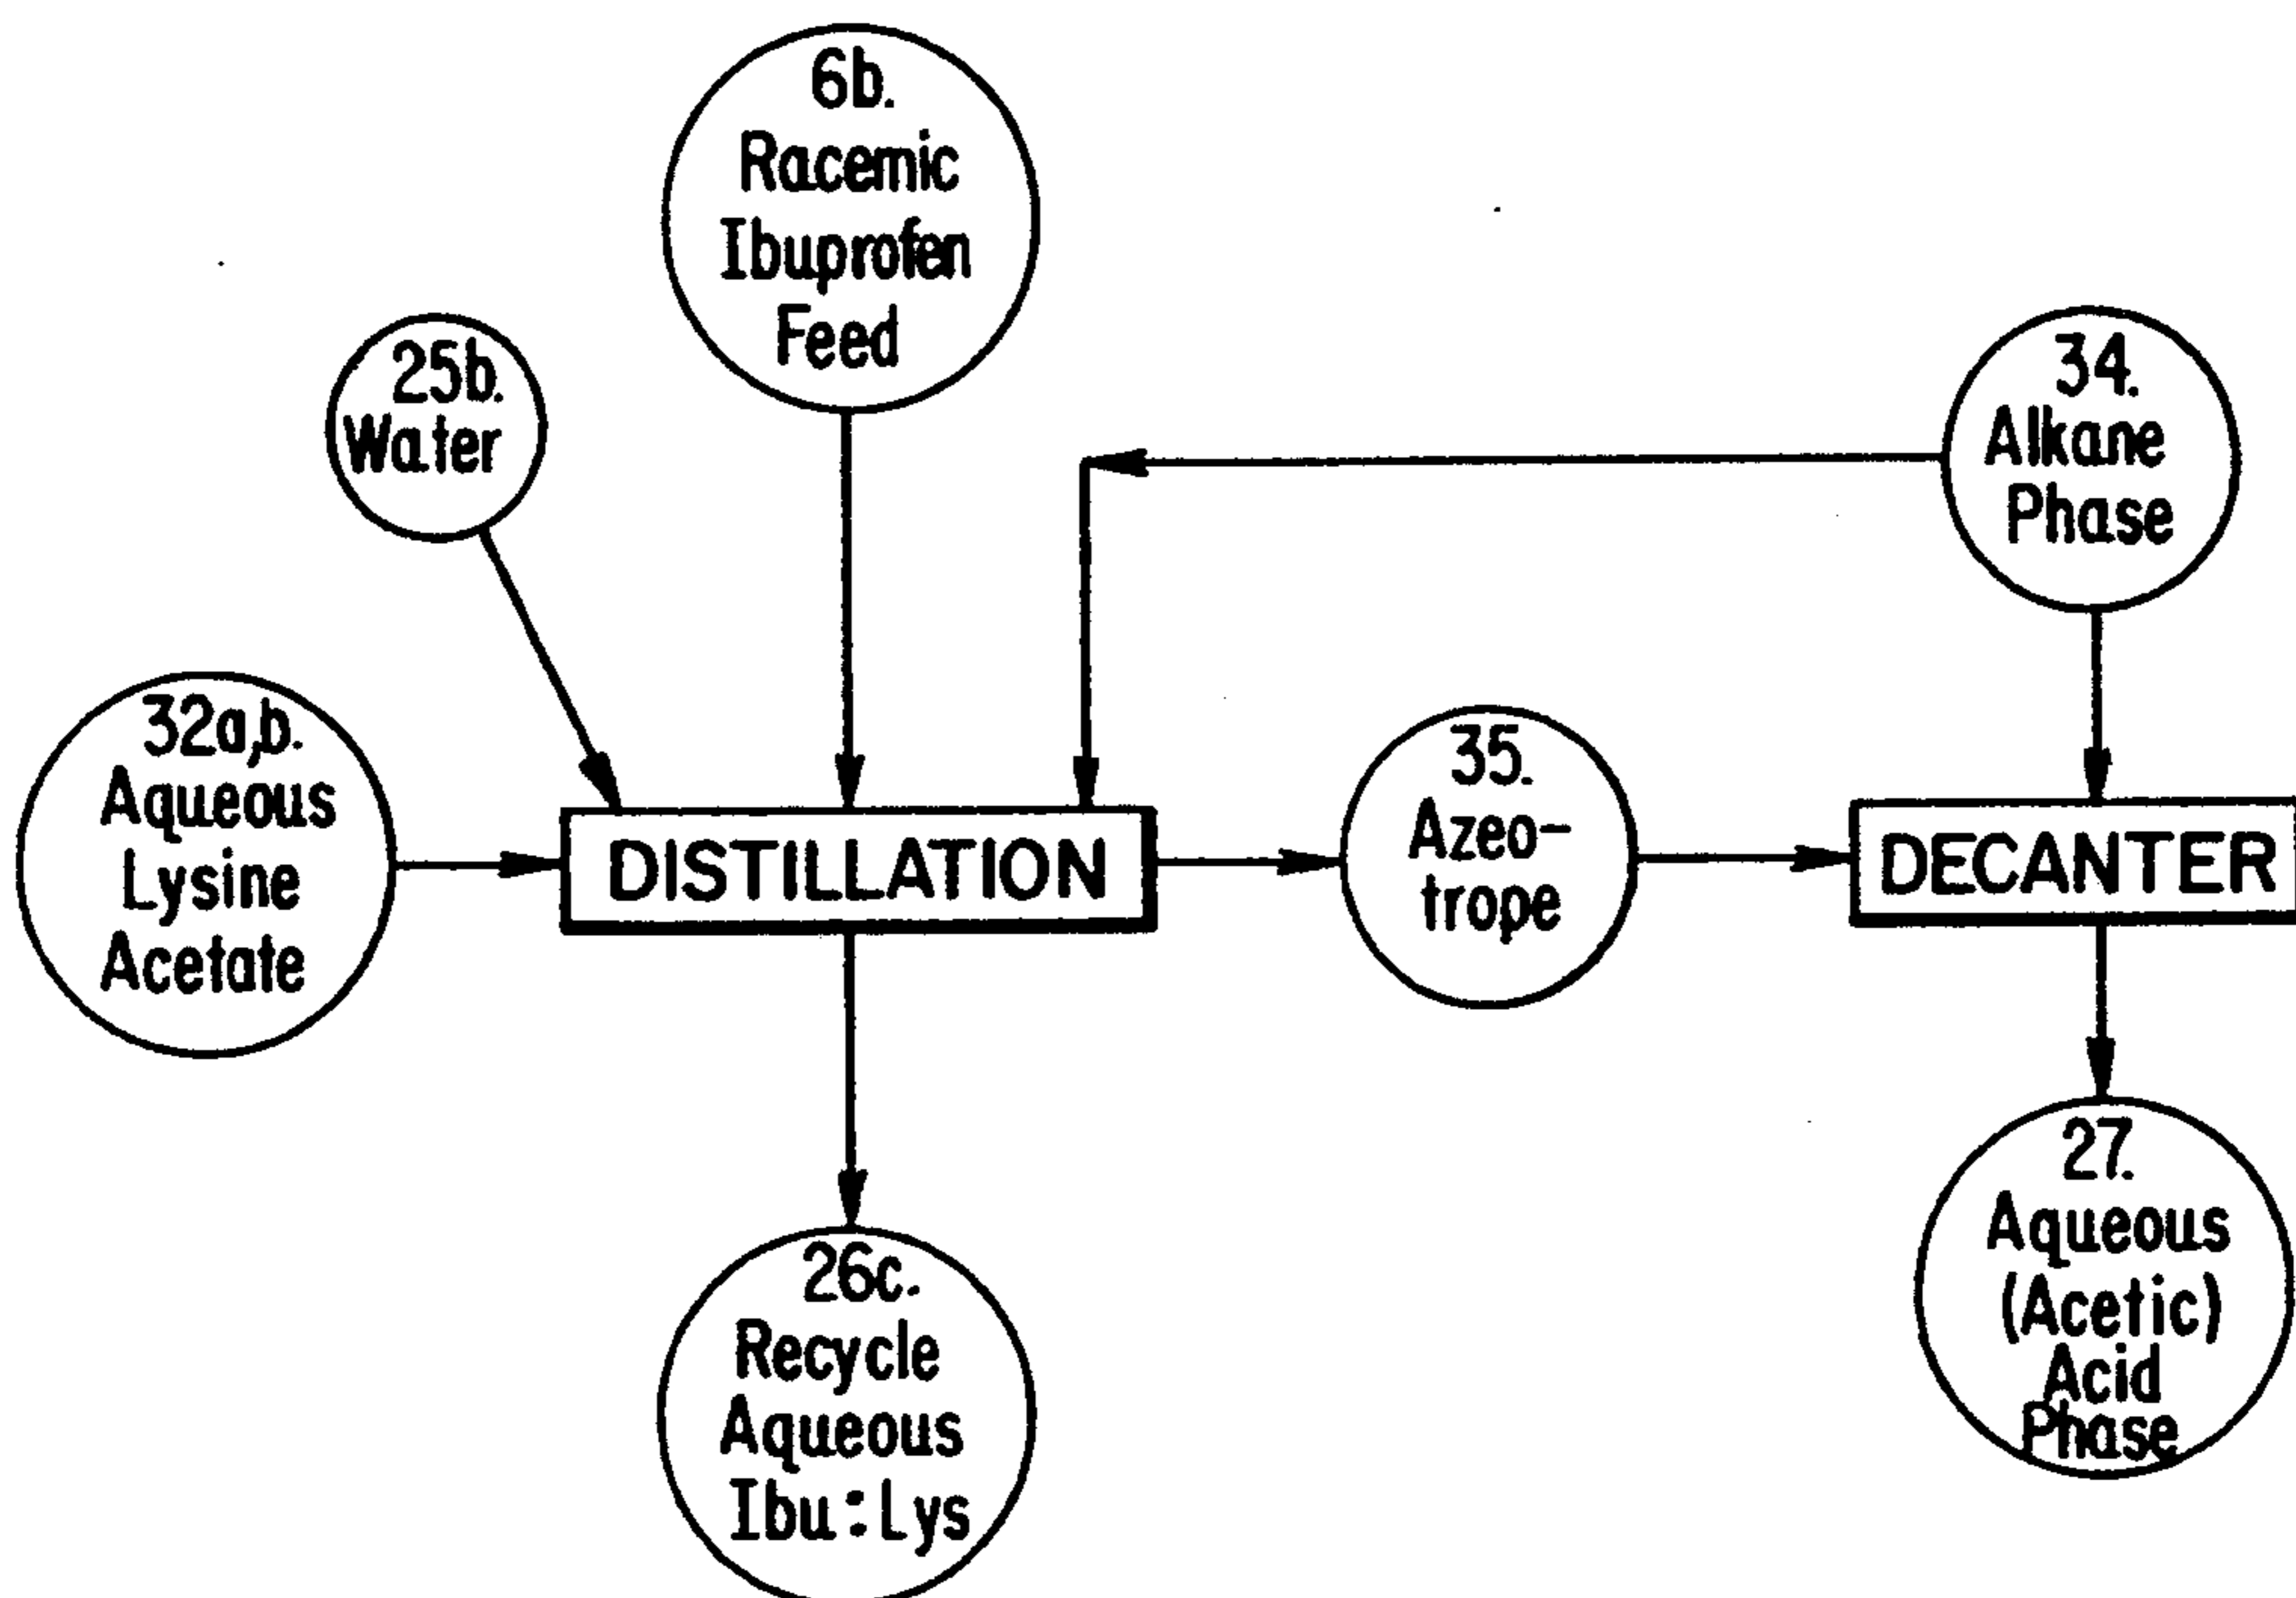 6b.
Racemic
Ibuprofen
Feed
25b.
Water
34.
Alkane
Phase
32a,b.
Aqueous
Lysine
Acetate
DISTILLATION
35.
Azeo-
trope
DECANTER
26c.
Recycle
Aqueous
Ibu:Lys
27.
Aqueous
(Acetic)
Acid
Phase